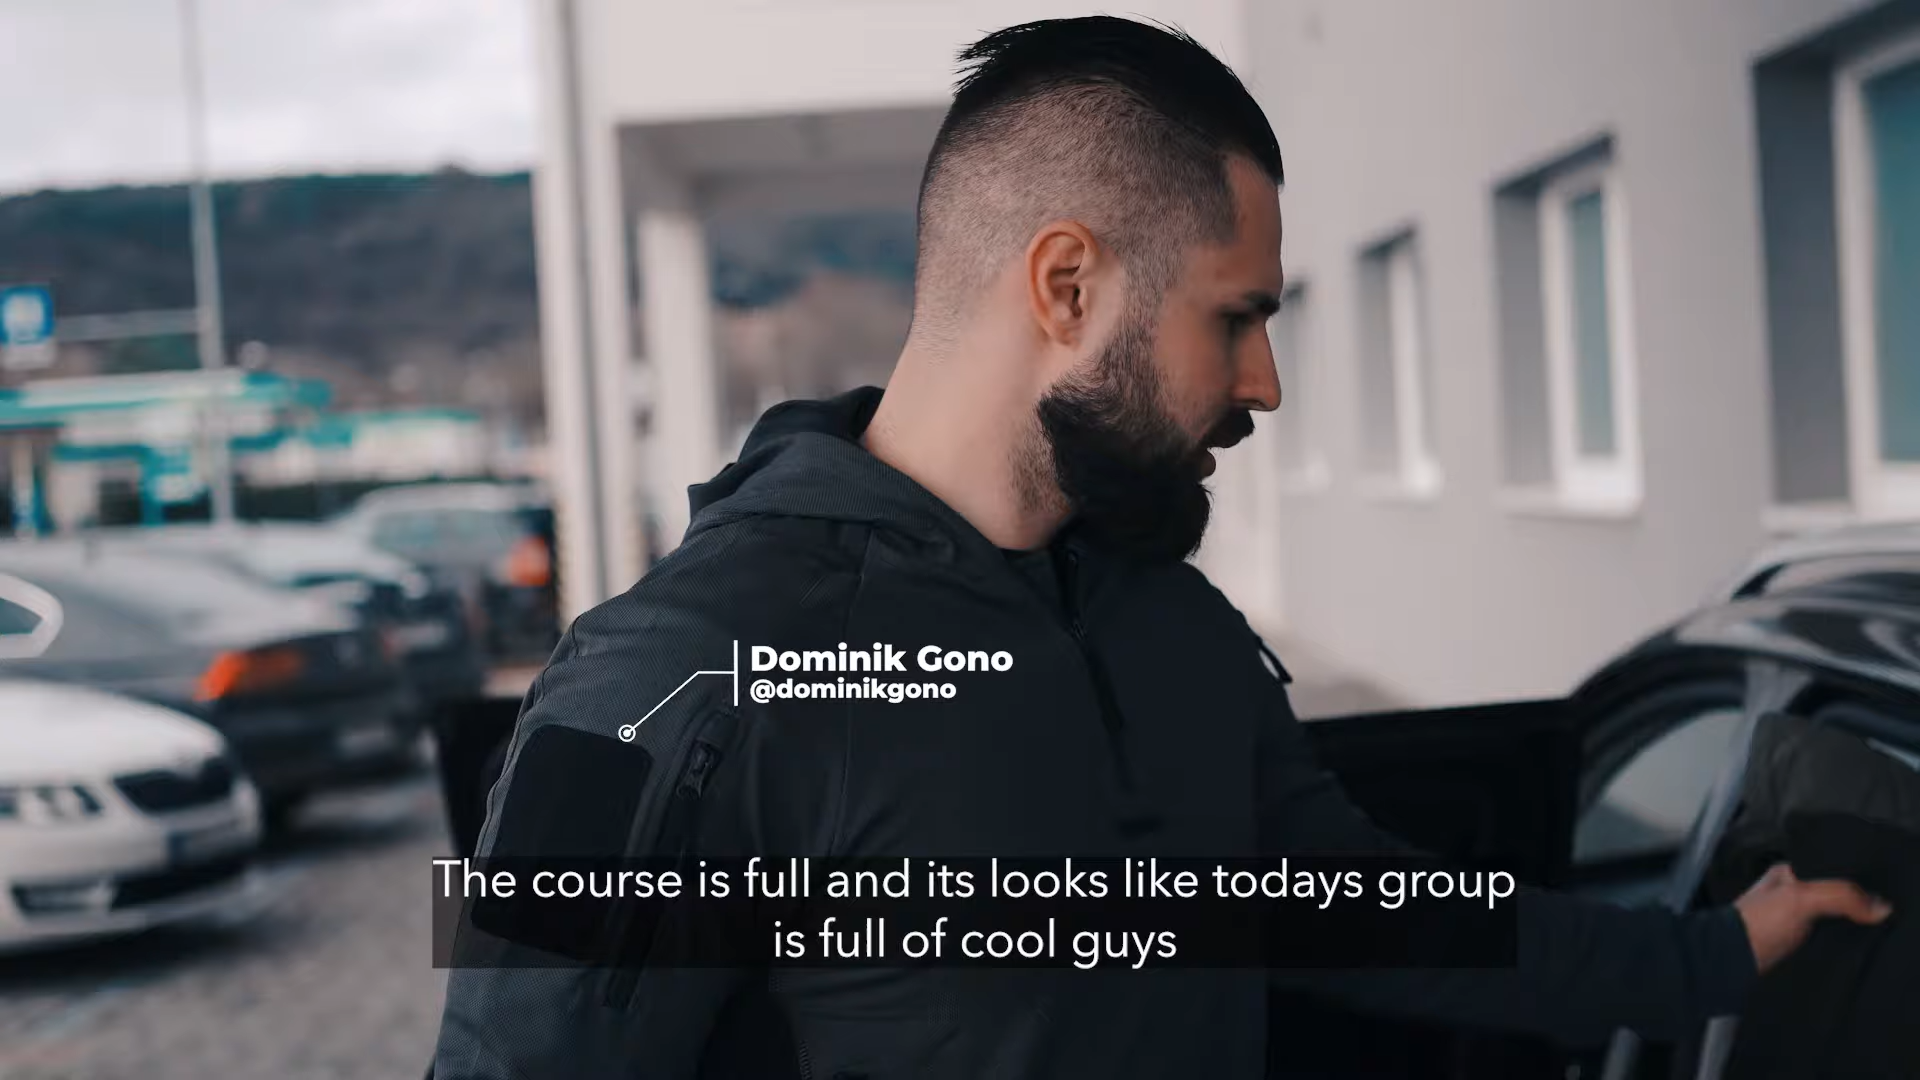 Dominik Gono
@dominikgono
The course is full and its looks like todays group
is full of cool guys